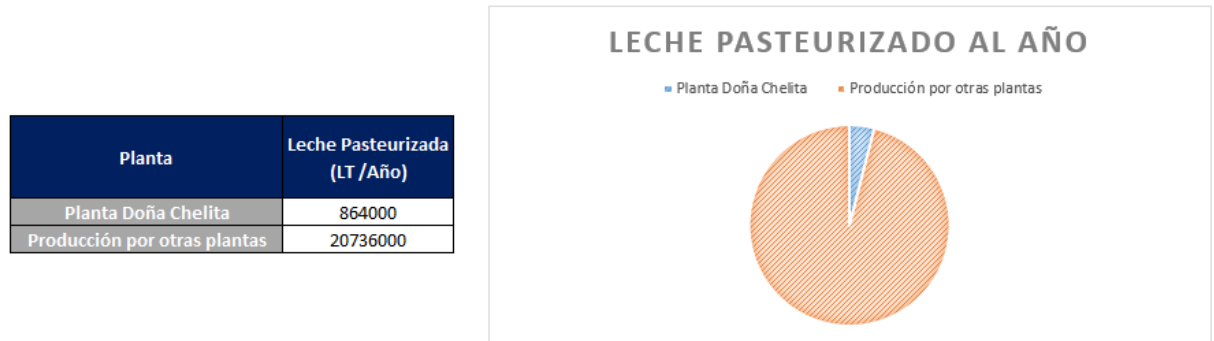 LECHE PASTEURIZADO AL AÑO
Planta Doña Chelita Producción por otras plantas
Planta Leche Pasteurizada
(LT /Año)
Planta Doña Chelita 864000
Producción por otras plantas 20736000